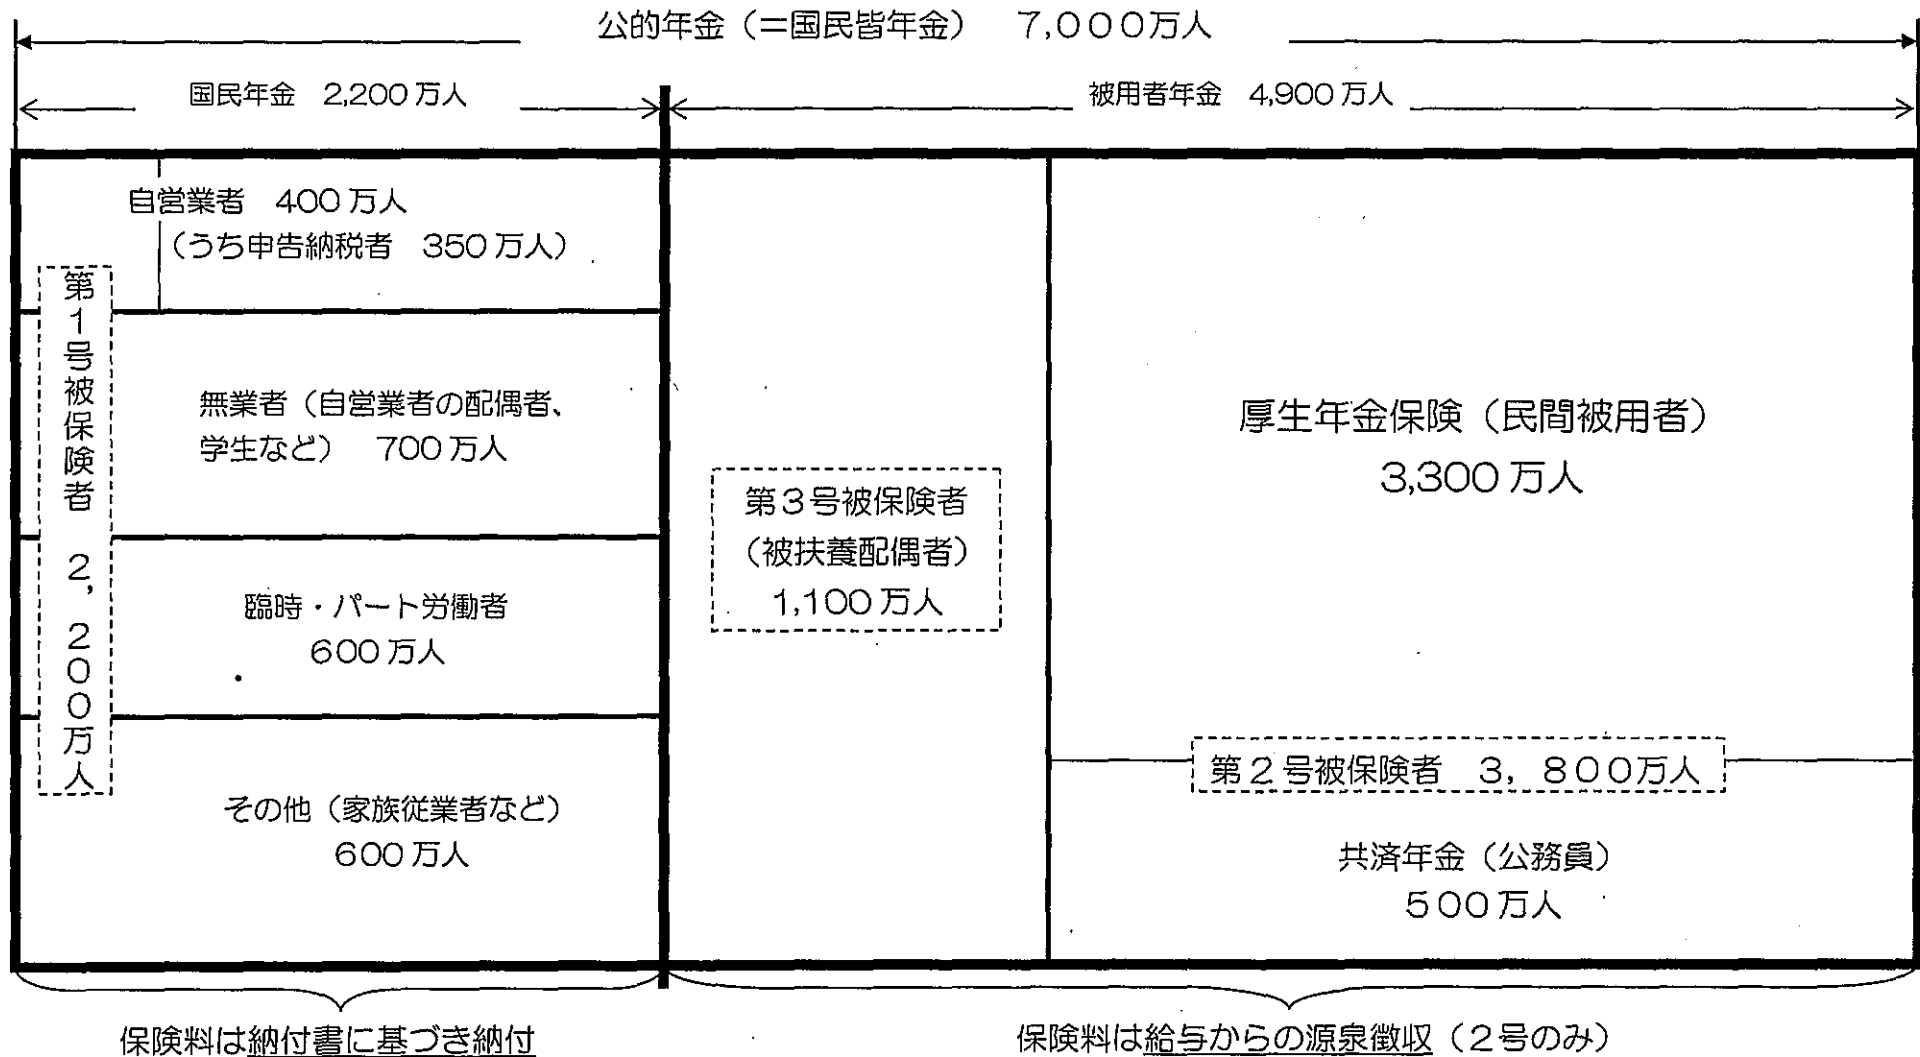 公的年金（＝国民皆年金）　７,０００万人
国民年金　2,200万人
被用者年金　4,900万人
自営業者　400万人
（うち申告納税者　350万人）
第１号被保険者　２，２００万人
無業者（自営業者の配偶者、
学生など）　700万人
臨時・パート労働者
600万人
その他（家族従業者など）
600万人
第３号被保険者
（被扶養配偶者）
1,100万人
厚生年金保険（民間被用者）
3,300万人
第２号被保険者　３，８００万人
共済年金（公務員）
５００万人
保険料は納付書に基づき納付
保険料は給与からの源泉徴収（２号のみ）